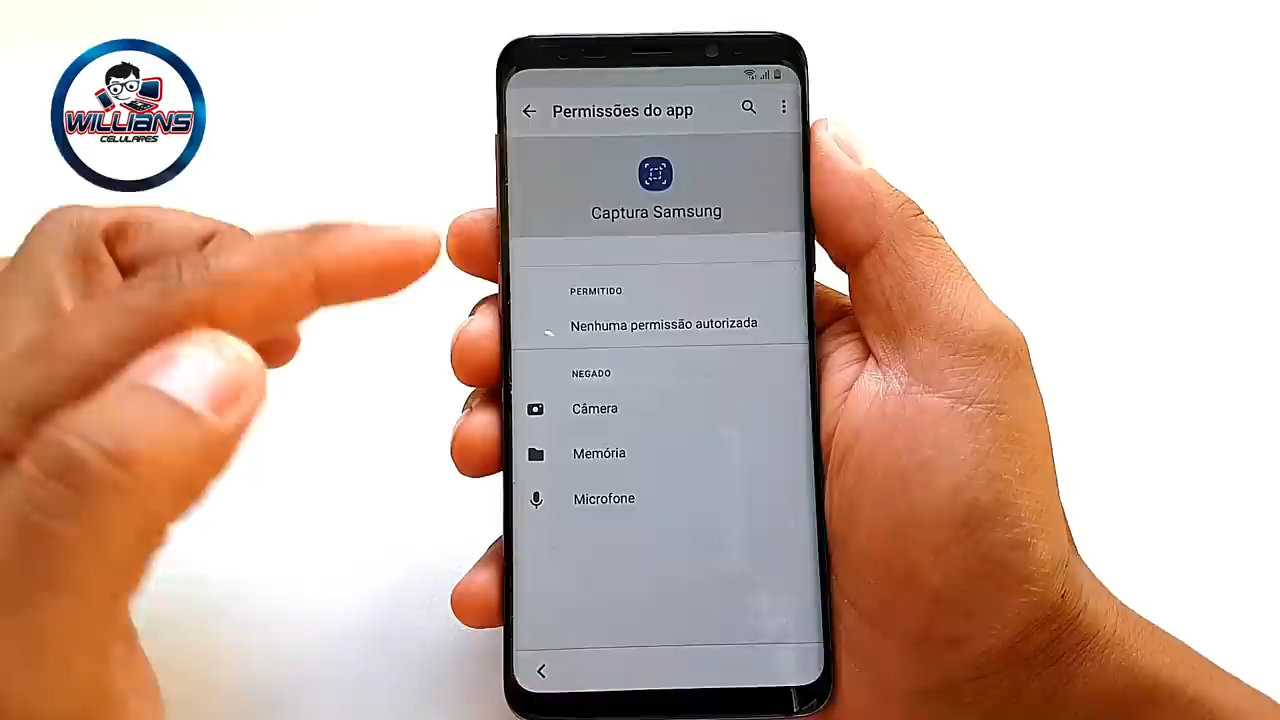 WILLIANS
CELULARES
Permissões do app
Captura Samsung
PERMITIDO
Nenhuma permissão autorizada
NEGADO
Câmera
Memória
Microfone